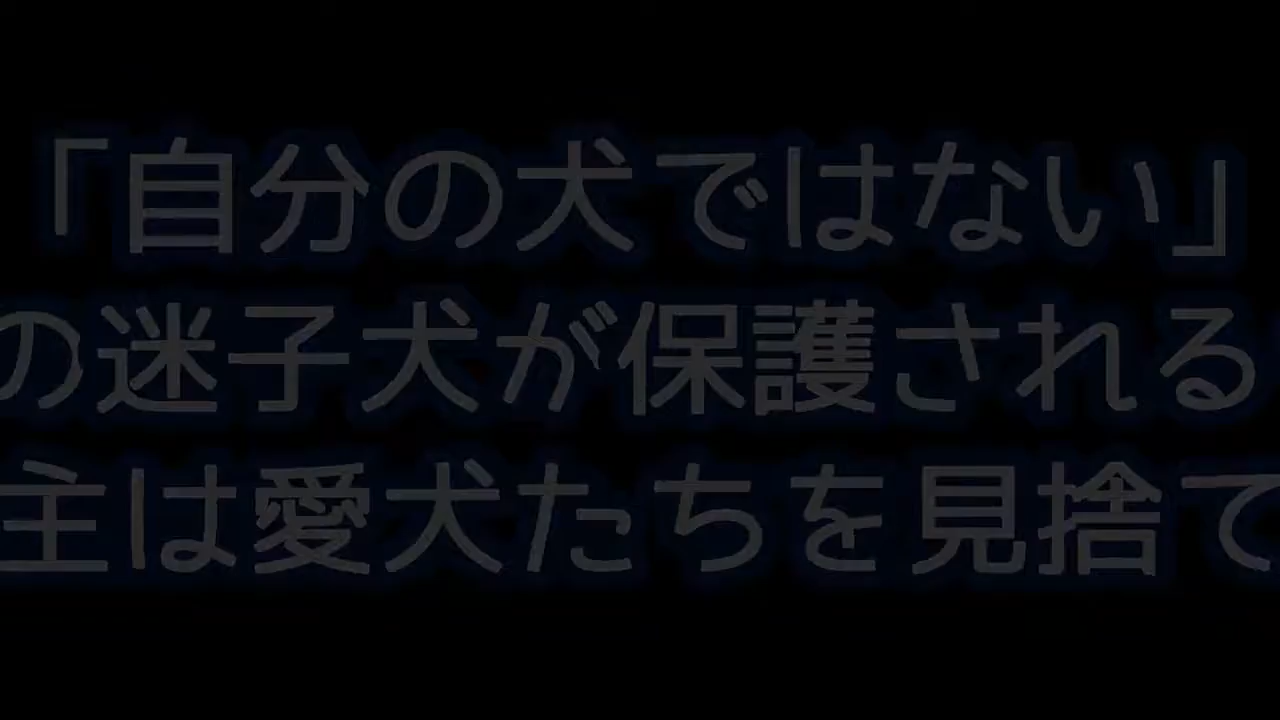 「自分の犬ではない」
の迷子犬が保護される
主は愛犬たちを見捨て